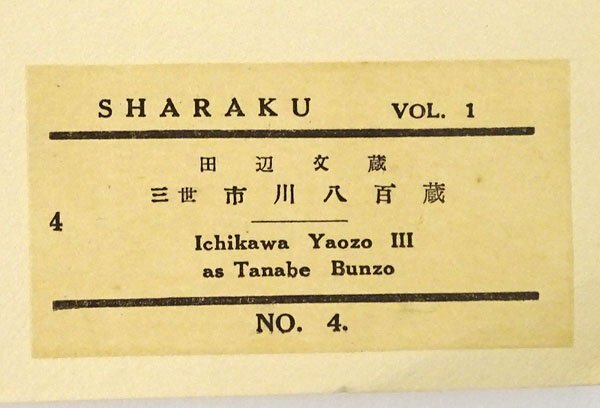 SHARAKU VOL. 1
田辺文蔵
三世 市川八百蔵
4
Ichikawa Yaozo III
as Tanabe Bunzo
NO. 4.